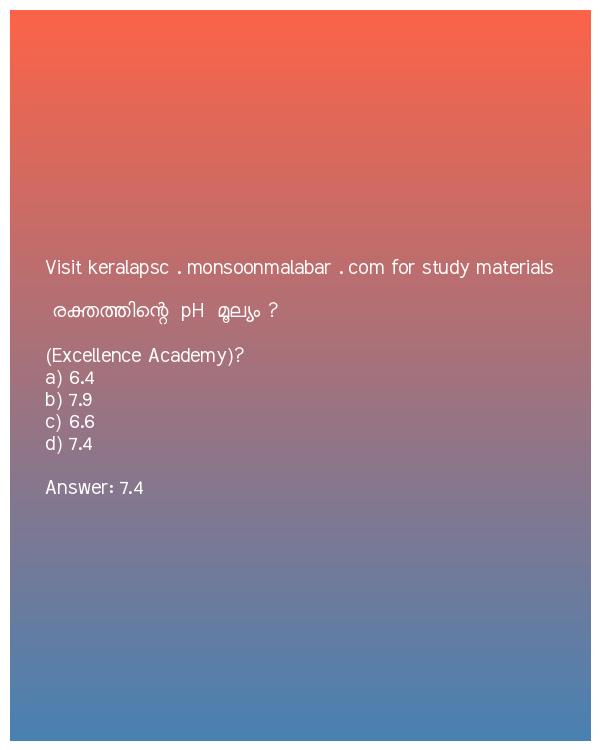 Visit keralapsc . monsoonmalabar . com for study materials
രക്തത്തിന്റെ pH മൂല്യം ?
(Excellence Academy)?
a) 6.4
b) 7.9
c) 6.6
d) 7.4
Answer: 7.4